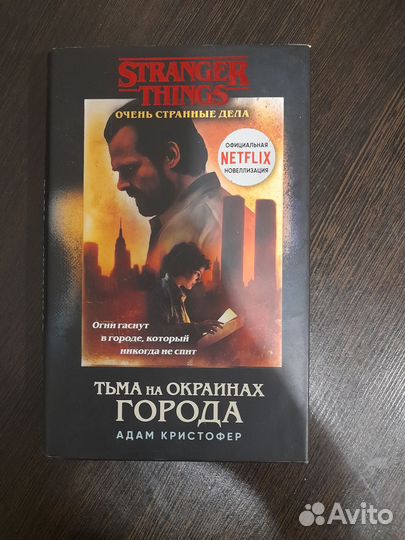 STRANGER
THINGS
ОЧЕНЬ СТРАННЫЕ ДЕЛА
ОФИЦИАЛЬНАЯ
NETFLIX
НОВЕЛЛИЗАЦИЯ
Огни гаснут
в городе, который
никогда не спит
ТЬМА НА ОКРАИНАХ
ГОРОДА
АДАМ КРИСТОФЕР
Avito